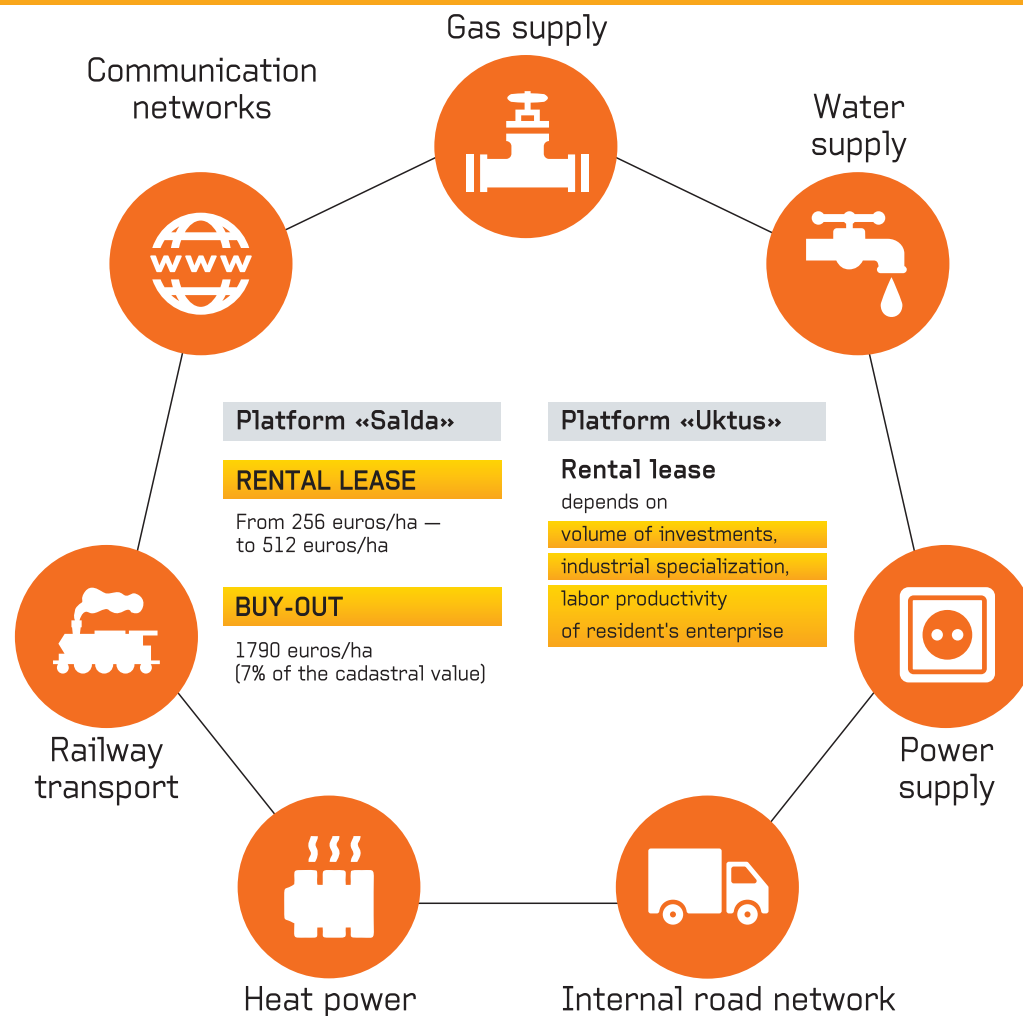 Gas supply
Communication
networks
Water
supply
www
Platform «Salda»
RENTAL LEASE
From 256 euros/ha —
to 512 euros/ha
BUY-OUT
1790 euros/ha
(7% of the cadastral value)
Platform «Uktus»
Rental lease
depends on
volume of investments,
industrial specialization,
labor productivity
of resident's enterprise
Railway
transport
Power
supply
Heat power
Internal road network